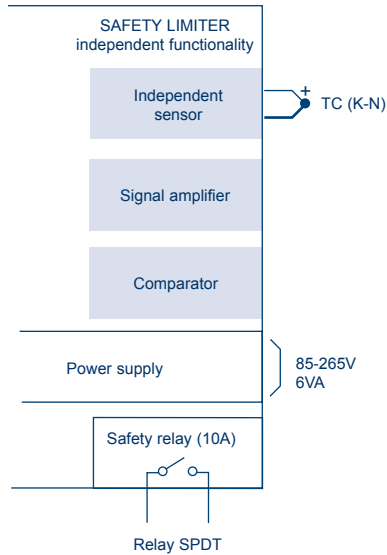 SAFETY LIMITER
independent functionality
Independent
sensor
+
TC (K-N)
Signal amplifier
Comparator
Power supply
85-265V
6VA
Safety relay (10A)
Relay SPDT